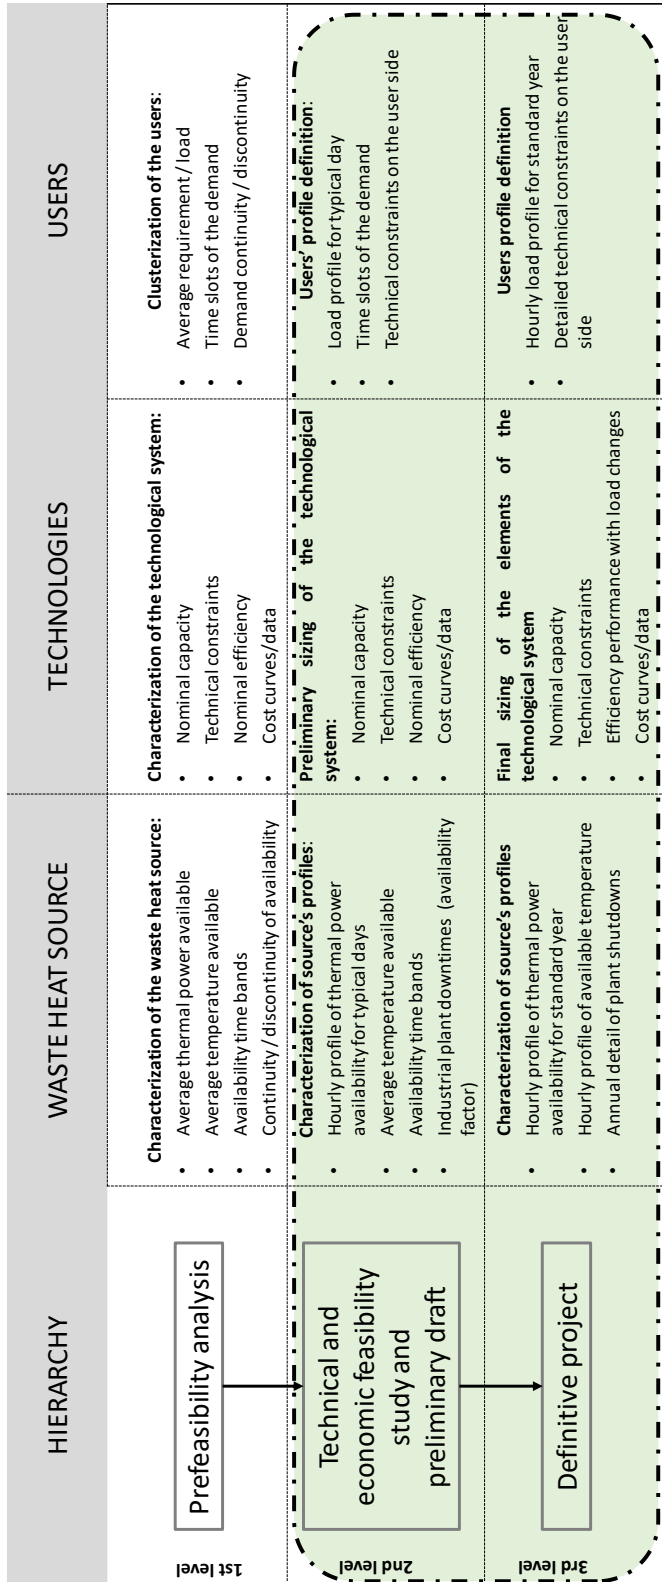 HIERARCHY
WASTE HEAT SOURCE
TECHNOLOGIES
USERS
1st level
Prefeasibility analysis
Characterization of the waste heat source:
• Average thermal power available
• Average temperature available
• Availability time bands
• Continuity / discontinuity of availability
Characterization of the technological system:
• Nominal capacity
• Technical constraints
• Nominal efficiency
• Cost curves/data
Clusterization of the users:
• Average requirement / load
• Time slots of the demand
• Demand continuity / discontinuity
2nd level
Technical and
economic feasibility
study and
preliminary draft
Characterization of source's profiles:
• Hourly profile of thermal power
availability for typical days
• Average temperature available
• Availability time bands
• Industrial plant downtimes (availability
factor)
Preliminary sizing of the technological
system:
• Nominal capacity
• Technical constraints
• Nominal efficiency
• Cost curves/data
Users' profile definition:
• Load profile for typical day
• Time slots of the demand
• Technical constraints on the user side
3rd level
Definitive project
Characterization of source's profiles
• Hourly profile of thermal power
availability for standard year
• Hourly profile of available temperature
• Annual detail of plant shutdowns
Final sizing of the elements of the
technological system
• Nominal capacity
• Technical constraints
• Efficiency performance with load changes
• Cost curves/data
Users profile definition
• Hourly load profile for standard year
• Detailed technical constraints on the user
side